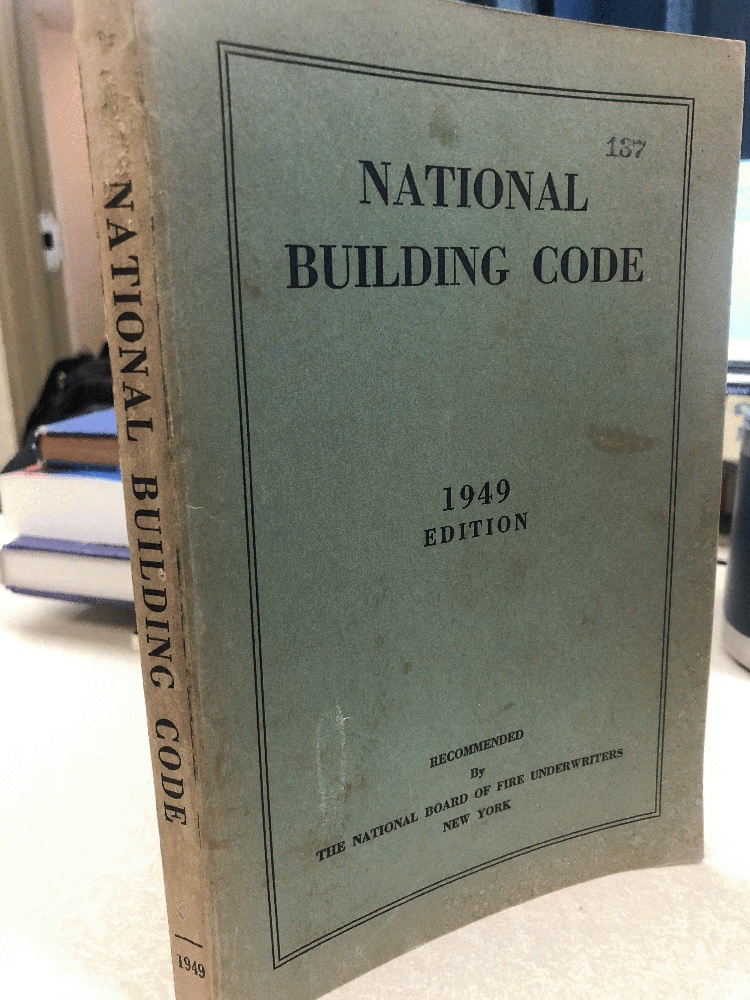 NATIONAL BUILDING CODE
1949
137
NATIONAL
BUILDING CODE
1949
EDITION
RECOMMENDED
By
THE NATIONAL BOARD OF FIRE UNDERWRITERS
NEW YORK